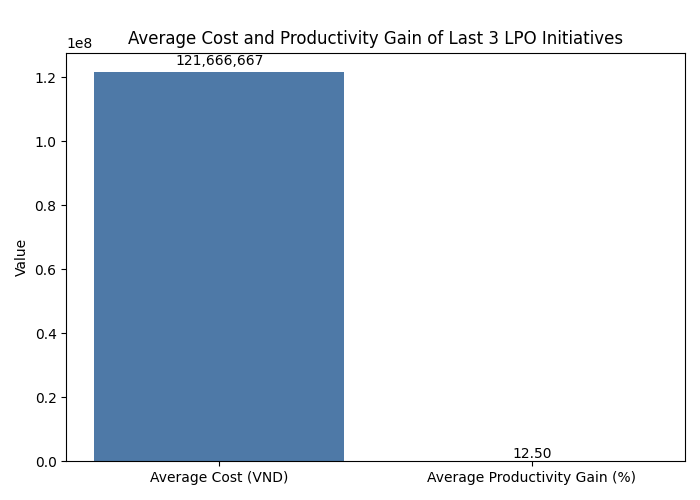 Average Cost and Productivity Gain of Last 3 LPO Initiatives
1e8
121,666,667
1.2
1.0
0.8
0.6
0.4
0.2
0.0
Value
12.50
Average Cost (VND)
Average Productivity Gain (%)